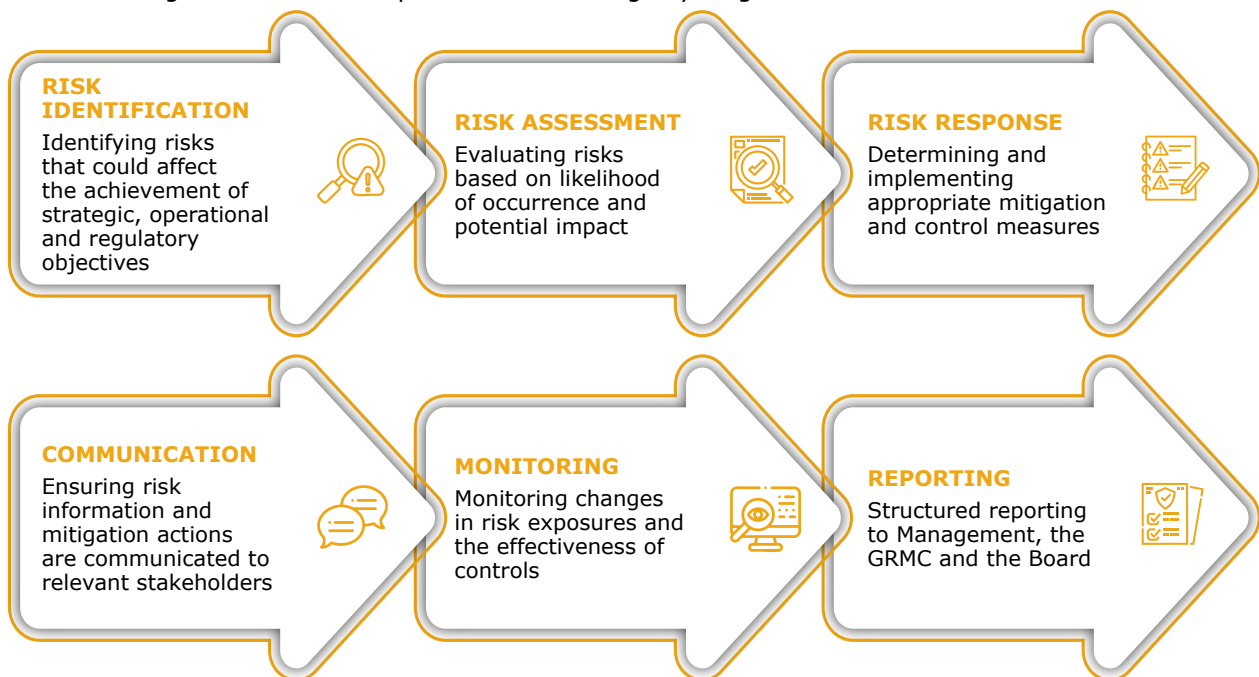 RISK
IDENTIFICATION
Identifying risks
that could affect
the achievement of
strategic, operational
and regulatory
objectives
RISK ASSESSMENT
Evaluating risks
based on likelihood
of occurrence and
potential impact
RISK RESPONSE
Determining and
implementing
appropriate mitigation
and control measures
COMMUNICATION
Ensuring risk
information and
mitigation actions
are communicated to
relevant stakeholders
MONITORING
Monitoring changes
in risk exposures and
the effectiveness of
controls
REPORTING
Structured reporting
to Management, the
GRMC and the Board